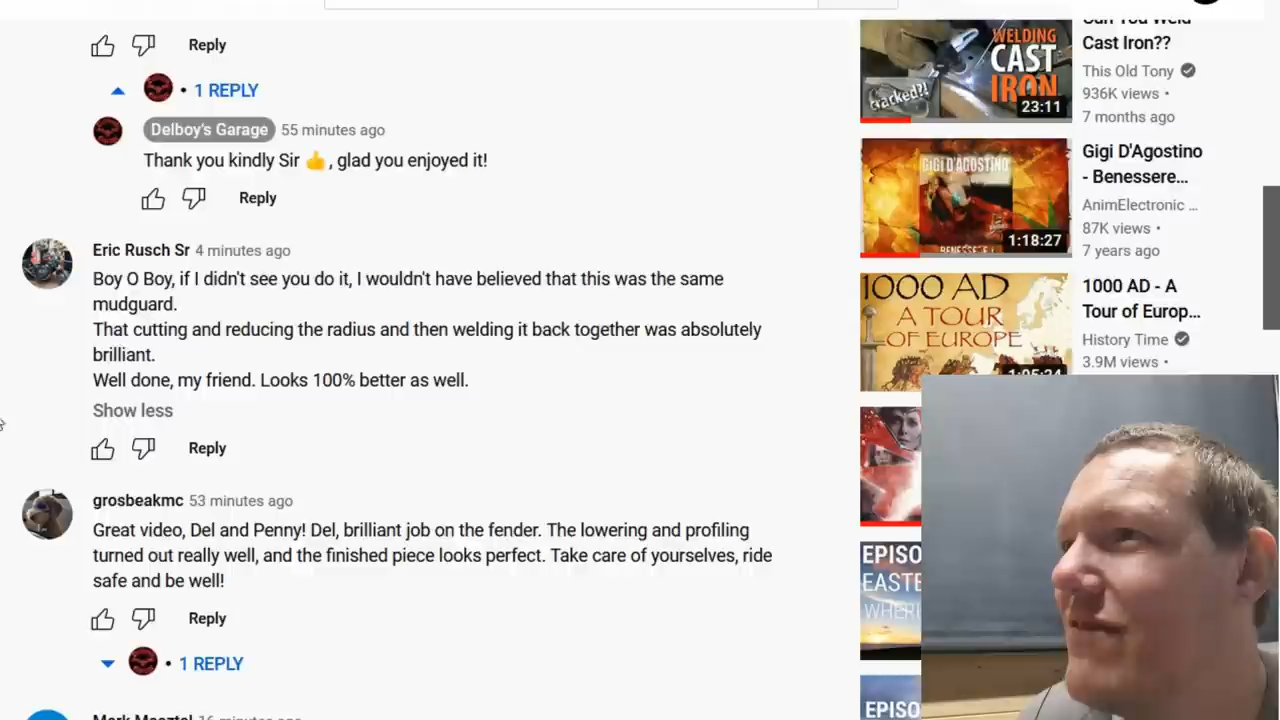 Reply
• 1 REPLY
Delboy's Garage 55 minutes ago
Thank you kindly Sir 👍, glad you enjoyed it!
Reply
Eric Rusch Sr 4 minutes ago
Boy O Boy, if I didn't see you do it, I wouldn't have believed that this was the same
mudguard.
That cutting and reducing the radius and then welding it back together was absolutely
brilliant.
Well done, my friend. Looks 100% better as well.
Show less
Reply
grosbeakmc 53 minutes ago
Great video, Del and Penny! Del, brilliant job on the fender. The lowering and profiling
turned out really well, and the finished piece looks perfect. Take care of yourselves, ride
safe and be well!
Reply
• 1 REPLY
WELDING
CAST
IRON
cracked?!
23:11
Can You Weld
Cast Iron??
This Old Tony
936K views •
7 months ago
GIGI D'AGOSTINO
BENESSERE 1
1:18:27
Gigi D'Agostino
- Benessere...
AnimElectronic ...
87K views •
7 years ago
1000 AD
A TOUR
OF EUROPE
1:05:24
1000 AD - A
Tour of Europ...
History Time
3.9M views •
EPISO
EASTE
WHERE
EPISO